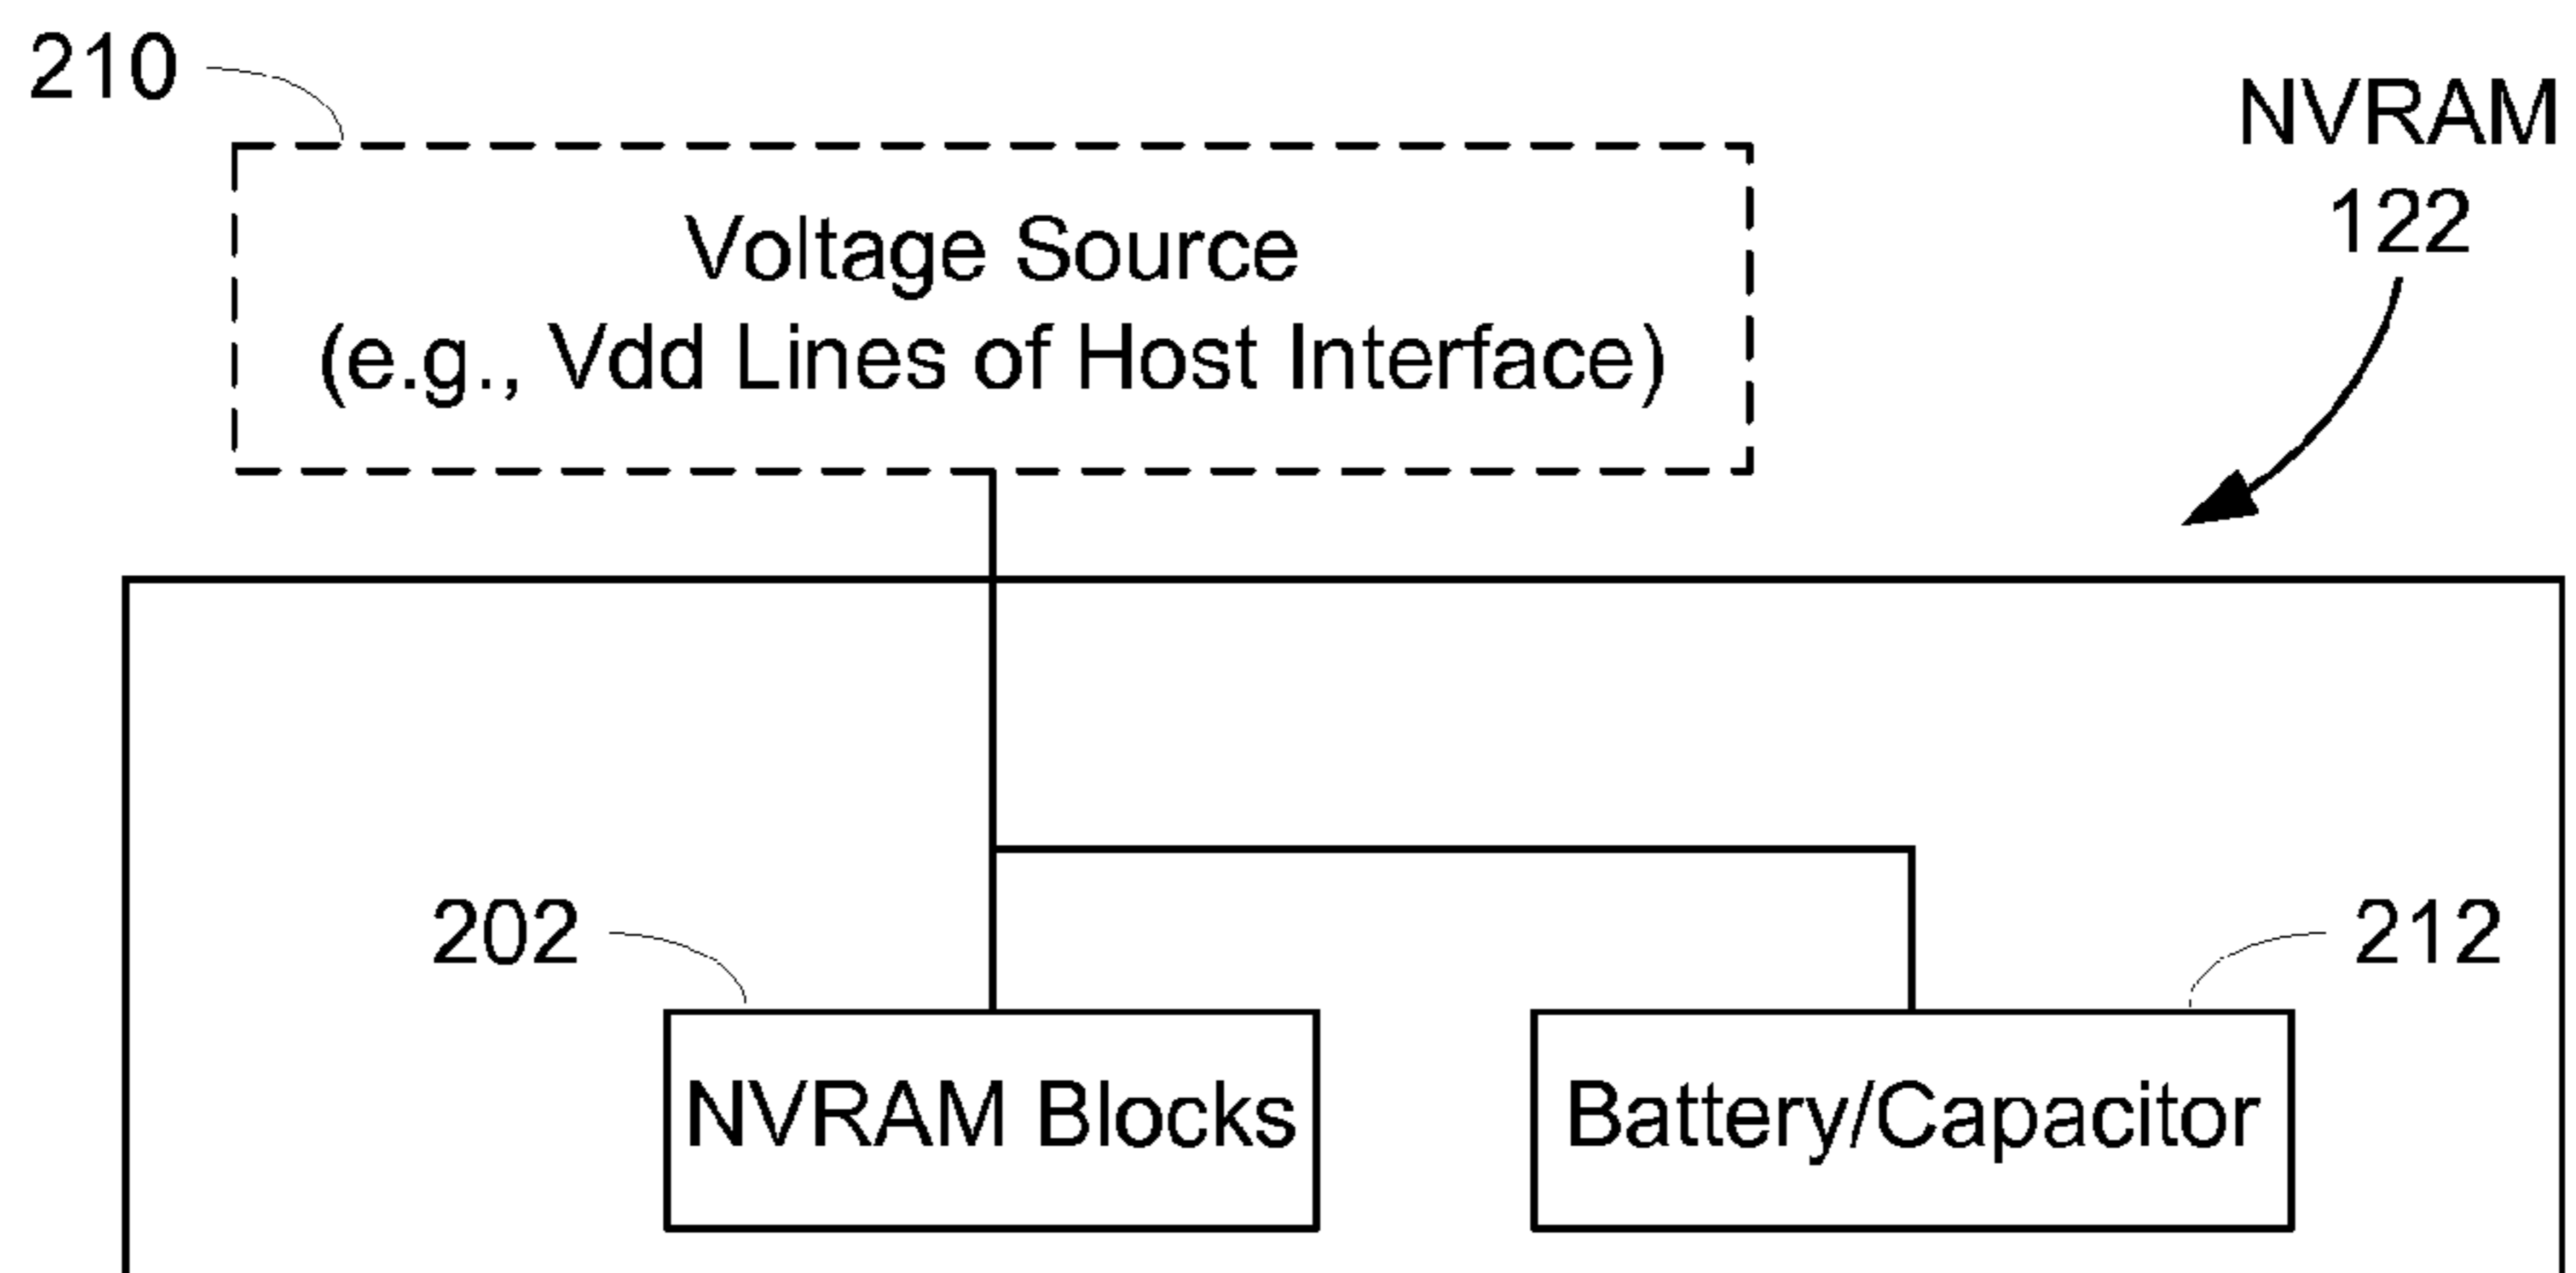 210
NVRAM
122
Voltage Source
(e.g., Vdd Lines of Host Interface)
202
212
NVRAM Blocks
Battery/Capacitor